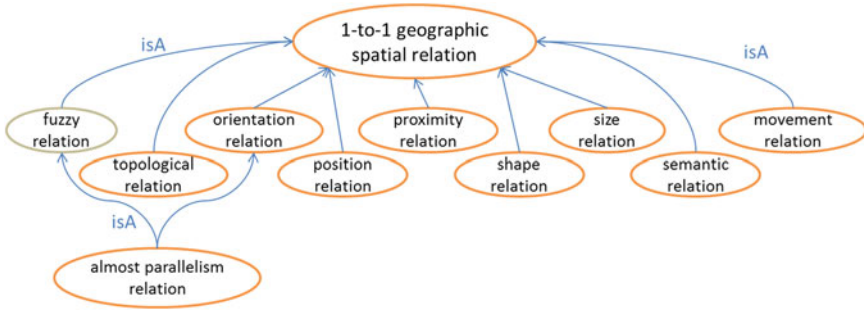 1-to-1 geographic
spatial relation
isA
isA
fuzzy
relation
orientation
relation
proximity
relation
size
relation
movement
relation
topological
relation
position
relation
shape
relation
semantic
relation
isA
almost parallelism
relation